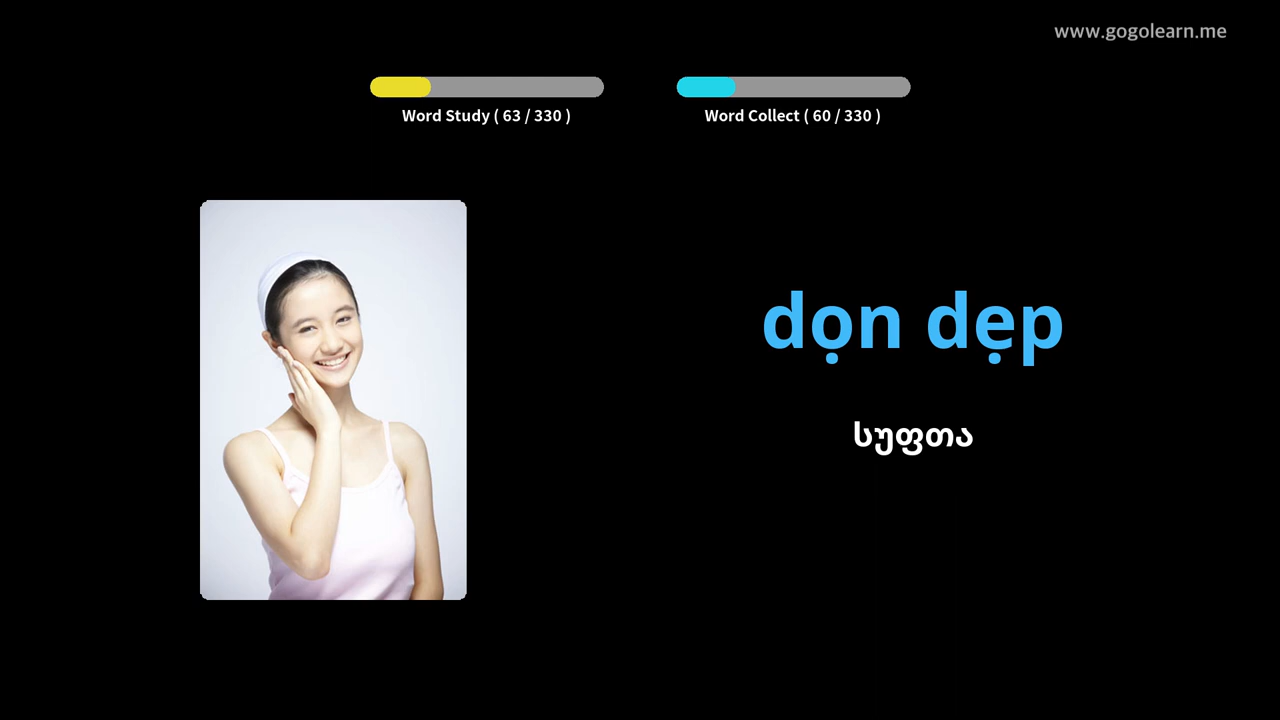 www.gogolearn.me
Word Study ( 63 / 330 )
Word Collect ( 60 / 330 )
dọn dẹp
სუფთა